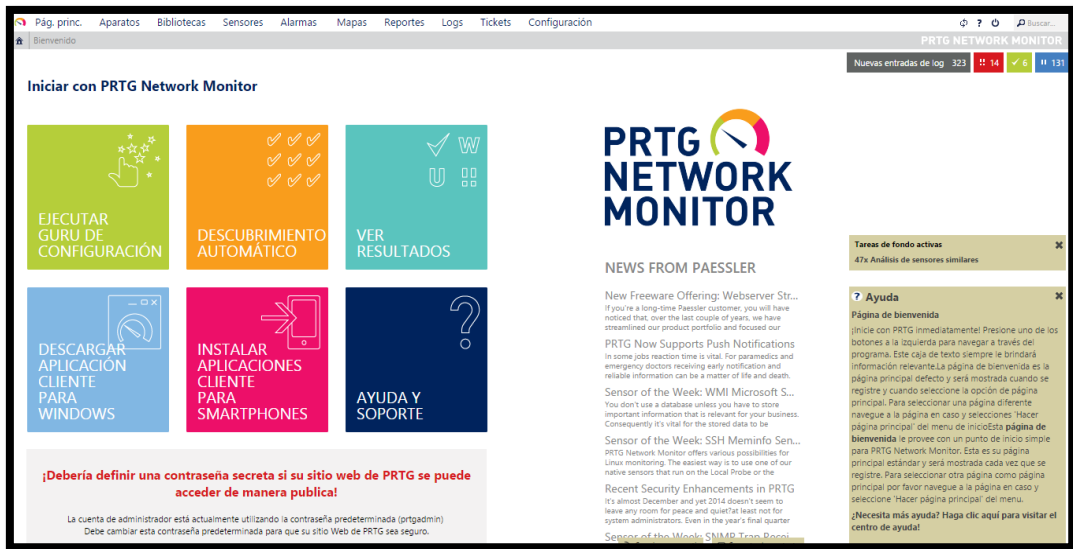 Pág. princ. Aparatos Bibliotecas Sensores Alarmas Mapas Reportes Logs Tickets Configuración ? Buscar...
Bienvenido PRTG NETWORK MONITOR
Nuevas entradas de log 323 14 6 131
Iniciar con PRTG Network Monitor
EJECUTAR
GURU DE
CONFIGURACIÓN
DESCUBRIMIENTO
AUTOMÁTICO
W
U
VER
RESULTADOS
DESCARGAR
APLICACIÓN
CLIENTE
PARA
WINDOWS
INSTALAR
APLICACIONES
CLIENTE
PARA
SMARTPHONES
?
AYUDA Y
SOPORTE
¡Debería definir una contraseña secreta si su sitio web de PRTG se puede
acceder de manera publica!
La cuenta de administrador está actualmente utilizando la contraseña predeterminada (prtgadmin)
Debe cambiar esta contraseña predeterminada para que su sitio Web de PRTG sea seguro.
PRTG
NETWORK
MONITOR
NEWS FROM PAESSLER
New Freeware Offering: Webserver Str...
If you're a long-time Paessler customer, you will have
noticed that, over the last couple of years, we have
streamlined our product portfolio and focused our
PRTG Now Supports Push Notifications
In some jobs reaction time is vital. For paramedics and
emergency doctors receiving early notification and
reliable information can be a matter of life and death.
Sensor of the Week: WMI Microsoft S...
You don't use a database unless you have to store
important information that is relevant for your business.
Consequently it's vital for the stored data to be
Sensor of the Week: SSH Meminfo Sen...
PRTG Network Monitor offers various possibilities for
Linux monitoring. The easiest way is to use one of our
native sensors that run on the Local Probe or the
Recent Security Enhancements in PRTG
It's almost December and yet 2014 doesn't seem to
leave any room for peace and quiet?at least not for
system administrators. Even in the year's final quarter
Sensor of the Week: SNMP Trap Recei
Tareas de fondo activas
47x Análisis de sensores similares
? Ayuda
Página de bienvenida
¡Inicie con PRTG inmediatamente! Presione uno de los
botones a la izquierda para navegar a través del
programa. Este caja de texto siempre le brindará
información relevante.La página de bienvenida es la
página principal defecto y será mostrada cuando se
registre y cuando seleccione la opción de página
principal. Para seleccionar una página diferente
navegue a la página en caso y selecciones 'Hacer
página principal' del menu de inicioEsta página de
bienvenida le provee con un punto de inicio simple
para PRTG Network Monitor. Esta es su página
principal estándar y será mostrada cada vez que se
registre. Para seleccionar otra página como página
principal por favor navegue a la página en caso y
seleccione 'Hacer página principal' del menu.
¿Necesita más ayuda? Haga clic aquí para visitar el
centro de ayuda!